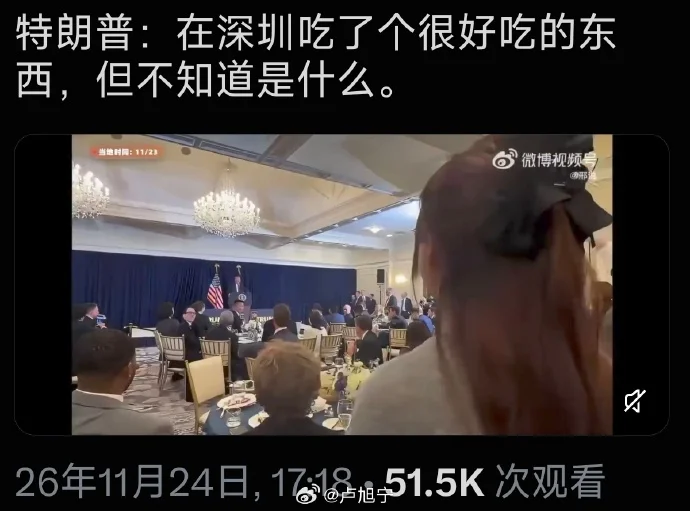 特朗普：在深圳吃了个很好吃的东
西，但不知道是什么。
当地时间：11/23
微博视频号
26年11月24日, 17:18 · 51.5K 次观看
@卢旭宁